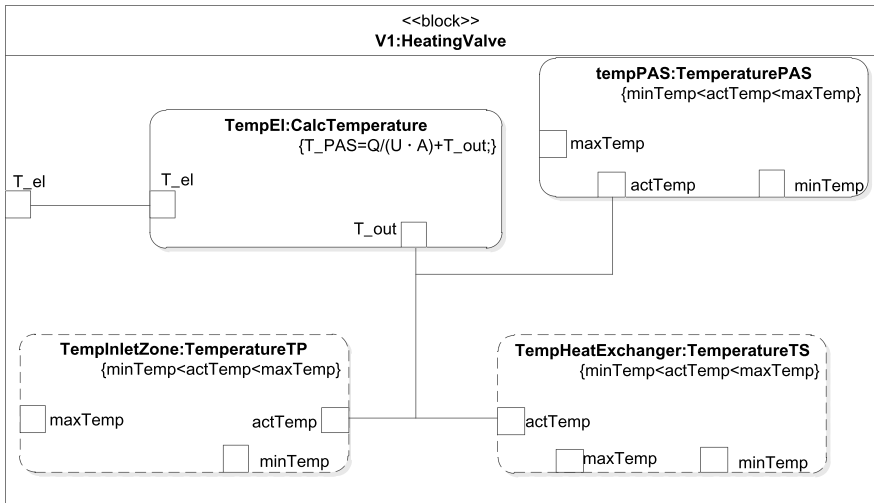 <<block>>
V1:HeatingValve
tempPAS:TemperaturePAS
{minTemp<actTemp<maxTemp}
maxTemp
actTemp
minTemp
TempEl:CalcTemperature
{T_PAS=Q/(U · A)+T_out;}
T_el
T_el
T_out
TempInletZone:TemperatureTP
{minTemp<actTemp<maxTemp}
maxTemp
actTemp
minTemp
TempHeatExchanger:TemperatureTS
{minTemp<actTemp<maxTemp}
actTemp
maxTemp
minTemp